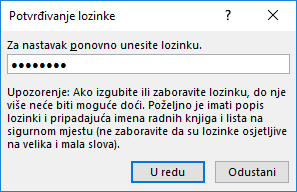 Potvrđivanje lozinke
Za nastavak ponovno unesite lozinku.
●●●●●●●●
Upozorenje: Ako izgubite ili zaboravite lozinku, do nje
više neće biti moguće doći. Poželjno je imati popis
lozinki i pripadajuća imena radnih knjiga i lista na
sigurnom mjestu (ne zaboravite da su lozinke osjetljive
na velika i mala slova).
U redu
Odustani